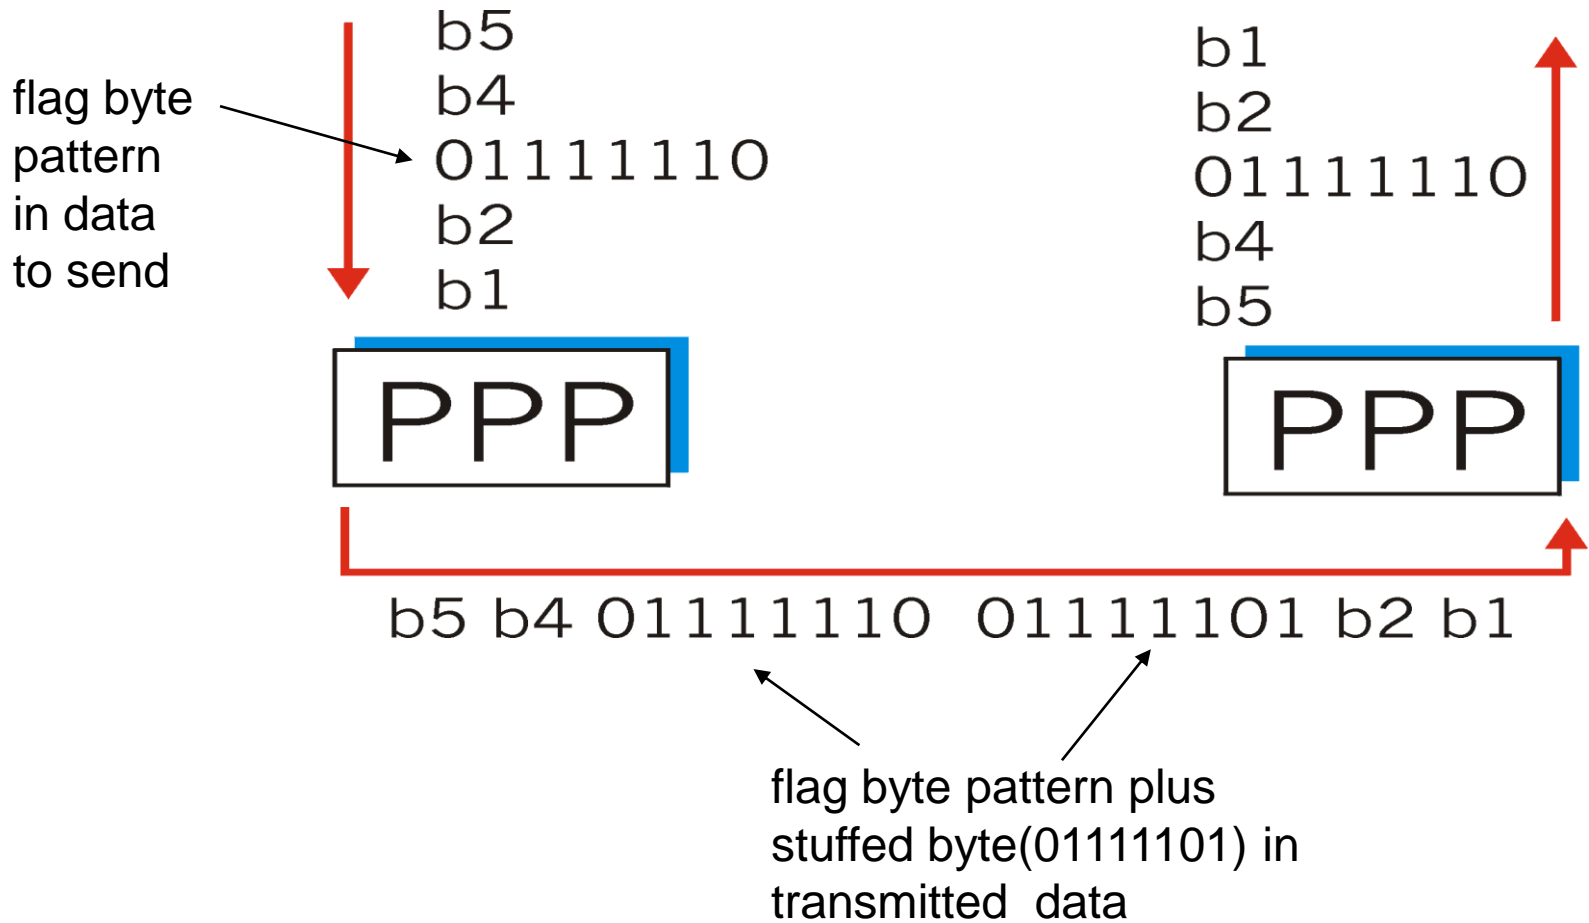 flag byte
pattern
in data
to send
b5
b4
01111110
b2
b1
b1
b2
01111110
b4
b5
PPP
PPP
b5 b4 01111110 01111101 b2 b1
flag byte pattern plus
stuffed byte(01111101) in
transmitted data